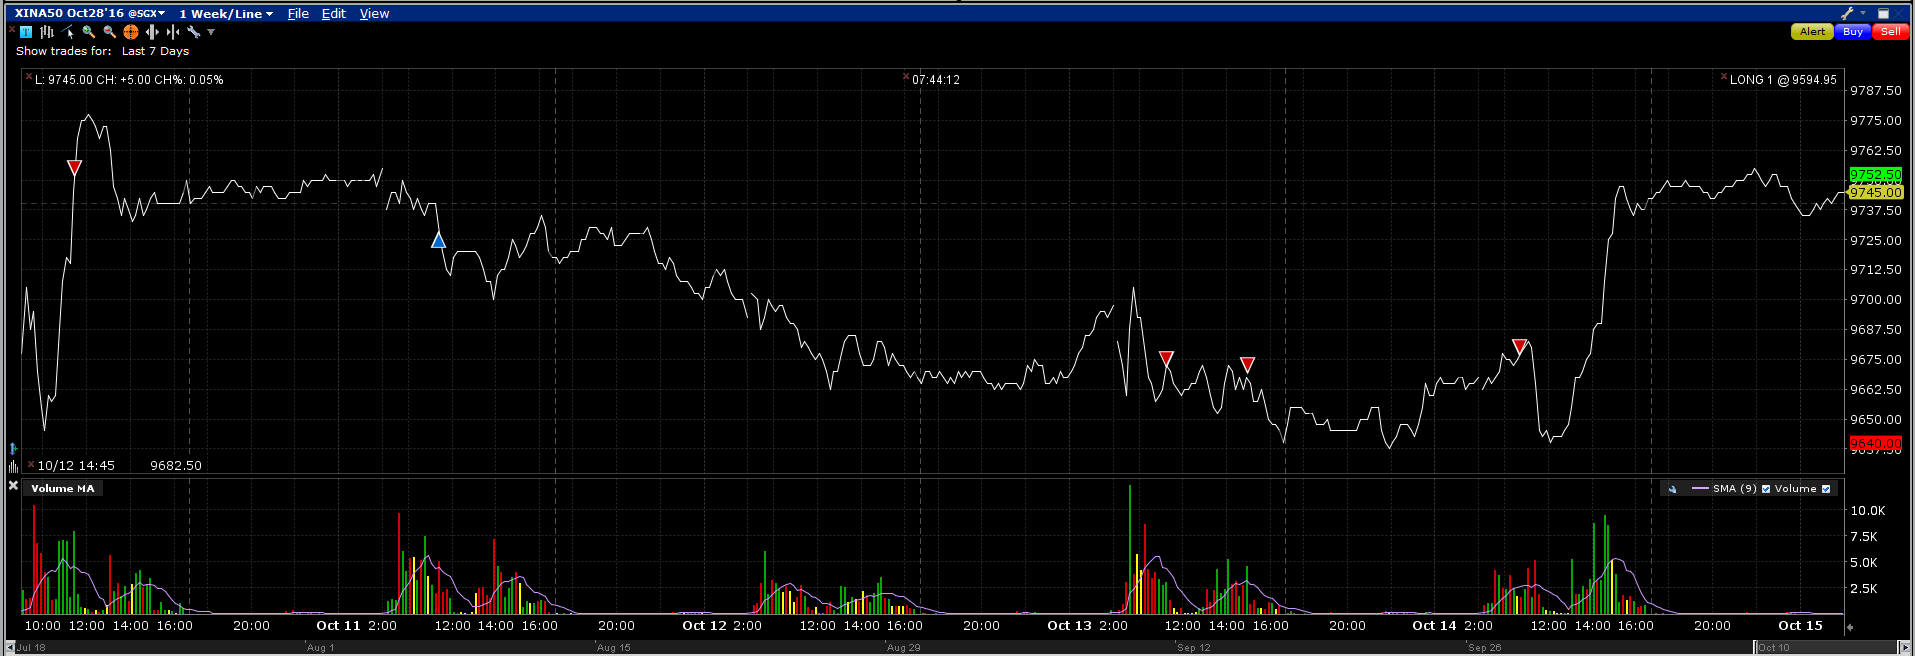 XINA50 Oct28'16 @SGX 1 Week/Line File Edit View
T Alert Buy Sell
Show trades for: Last 7 Days
L: 9745.00 CH: +5.00 CH%: 0.05% 07:44:12 LONG 1 @ 9594.95
9787.50
9775.00
9762.50
9752.50
9745.00
9737.50
9725.00
9712.50
9700.00
9687.50
9675.00
9662.50
9650.00
9640.00
9637.50
10/12 14:45 9682.50
Volume MA SMA (9) Volume
10.0K
7.5K
5.0K
2.5K
10:00 12:00 14:00 16:00 20:00 Oct 11 2:00 12:00 14:00 16:00 20:00 Oct 12 2:00 12:00 14:00 16:00 20:00 Oct 13 2:00 12:00 14:00 16:00 20:00 Oct 14 2:00 12:00 14:00 16:00 20:00 Oct 15
Jul 18 Aug 1 Aug 15 Aug 29 Sep 12 Sep 26 Oct 10